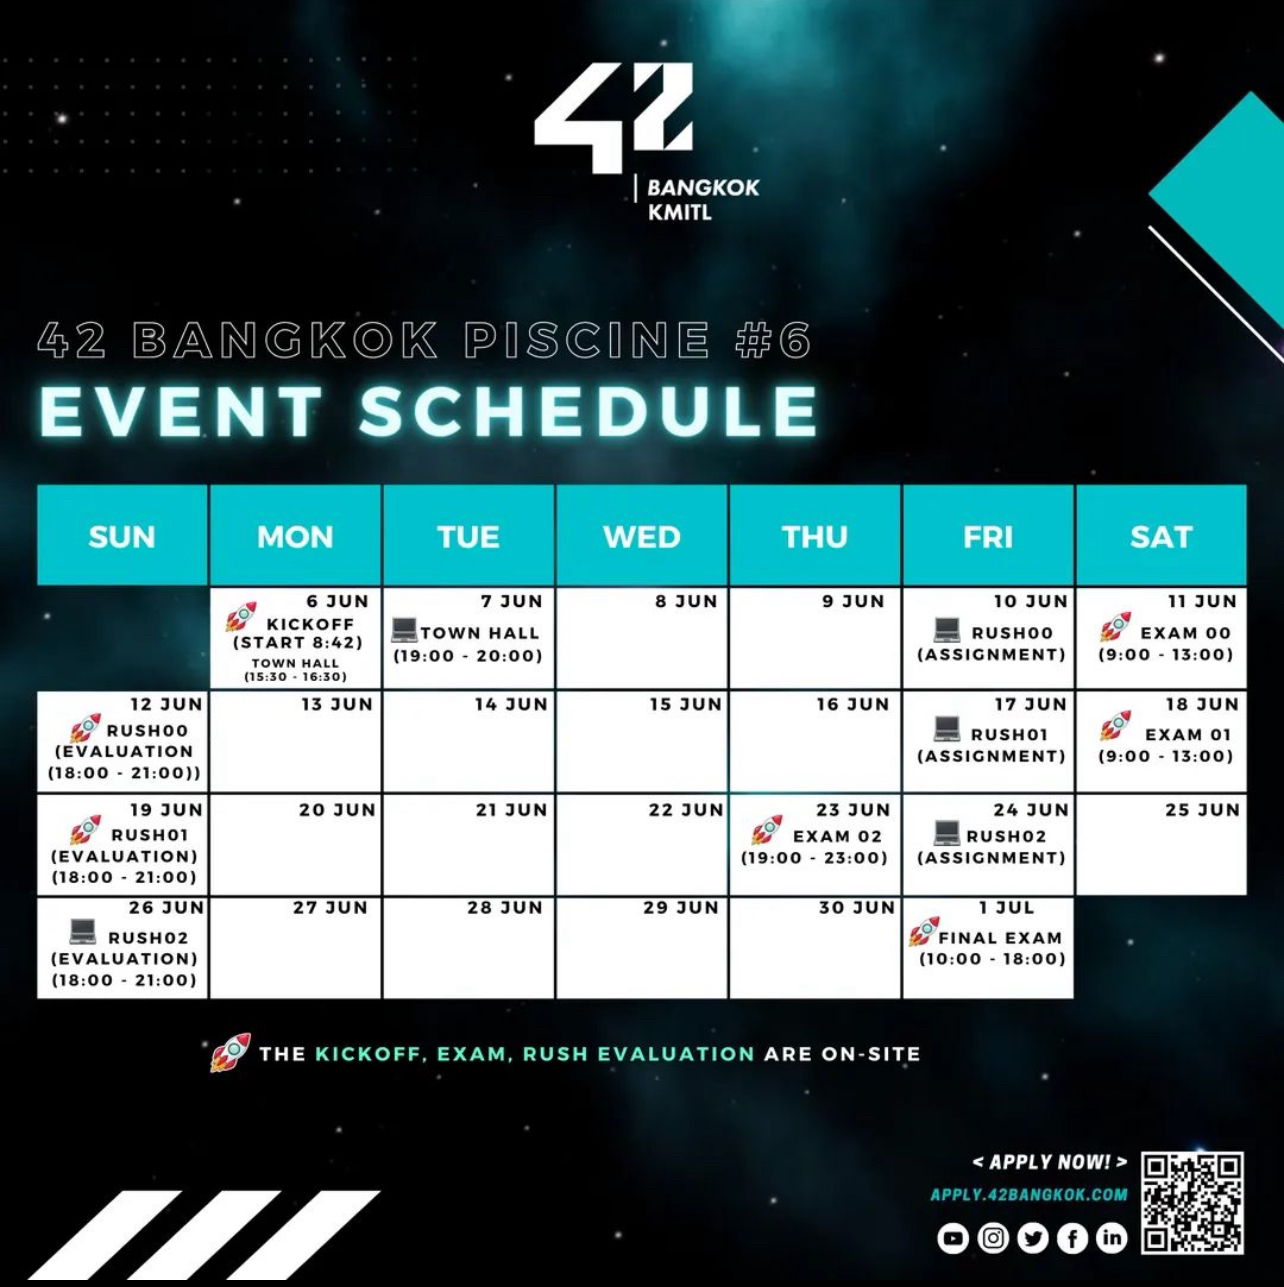 42
BANGKOK
KMITL
42 BANGKOK PISCINE #6
EVENT SCHEDULE
SUN MON TUE WED THU FRI SAT
6 JUN
KICKOFF
(START 8:42)
TOWN HALL
(15:30 - 16:30)
7 JUN
TOWN HALL
(19:00 - 20:00)
8 JUN
9 JUN
10 JUN
RUSH00
(ASSIGNMENT)
11 JUN
EXAM 00
(9:00 - 13:00)
12 JUN
RUSH00
(EVALUATION
(18:00 - 21:00))
13 JUN
14 JUN
15 JUN
16 JUN
17 JUN
RUSH01
(ASSIGNMENT)
18 JUN
EXAM 01
(9:00 - 13:00)
19 JUN
RUSH01
(EVALUATION)
(18:00 - 21:00)
20 JUN
21 JUN
22 JUN
23 JUN
EXAM 02
(19:00 - 23:00)
24 JUN
RUSH02
(ASSIGNMENT)
25 JUN
26 JUN
RUSH02
(EVALUATION)
(18:00 - 21:00)
27 JUN
28 JUN
29 JUN
30 JUN
1 JUL
FINAL EXAM
(10:00 - 18:00)
THE KICKOFF, EXAM, RUSH EVALUATION ARE ON-SITE
< APPLY NOW! >
APPLY.42BANGKOK.COM